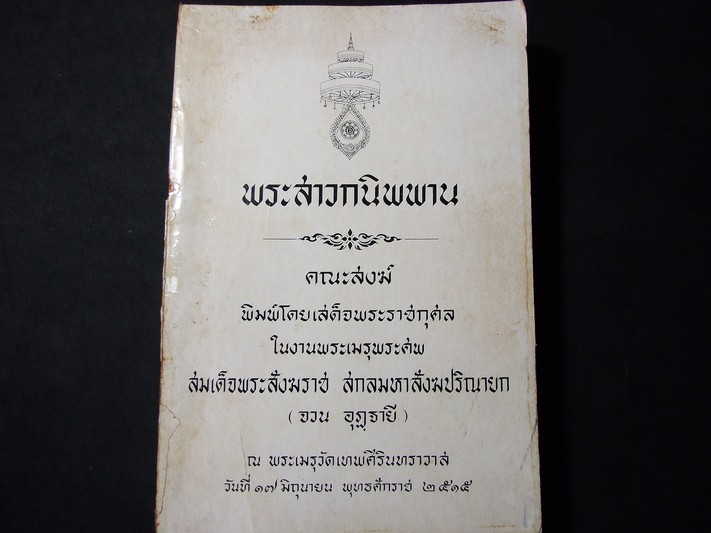 พระสาวกนิพพาน
คณะสงฆ์
พิมพ์โดยเสด็จพระราชกุศล
ในงานพระเมรุพระศพ
สมเด็จพระสังฆราช สกลมหาสังฆปริณายก
( จวน อุฏฺฐายี )
ณ พระเมรุวัดเทพศิรินทราวาส
วันที่ ๑๗ มิถุนายน พุทธศักราช ๒๕๑๕